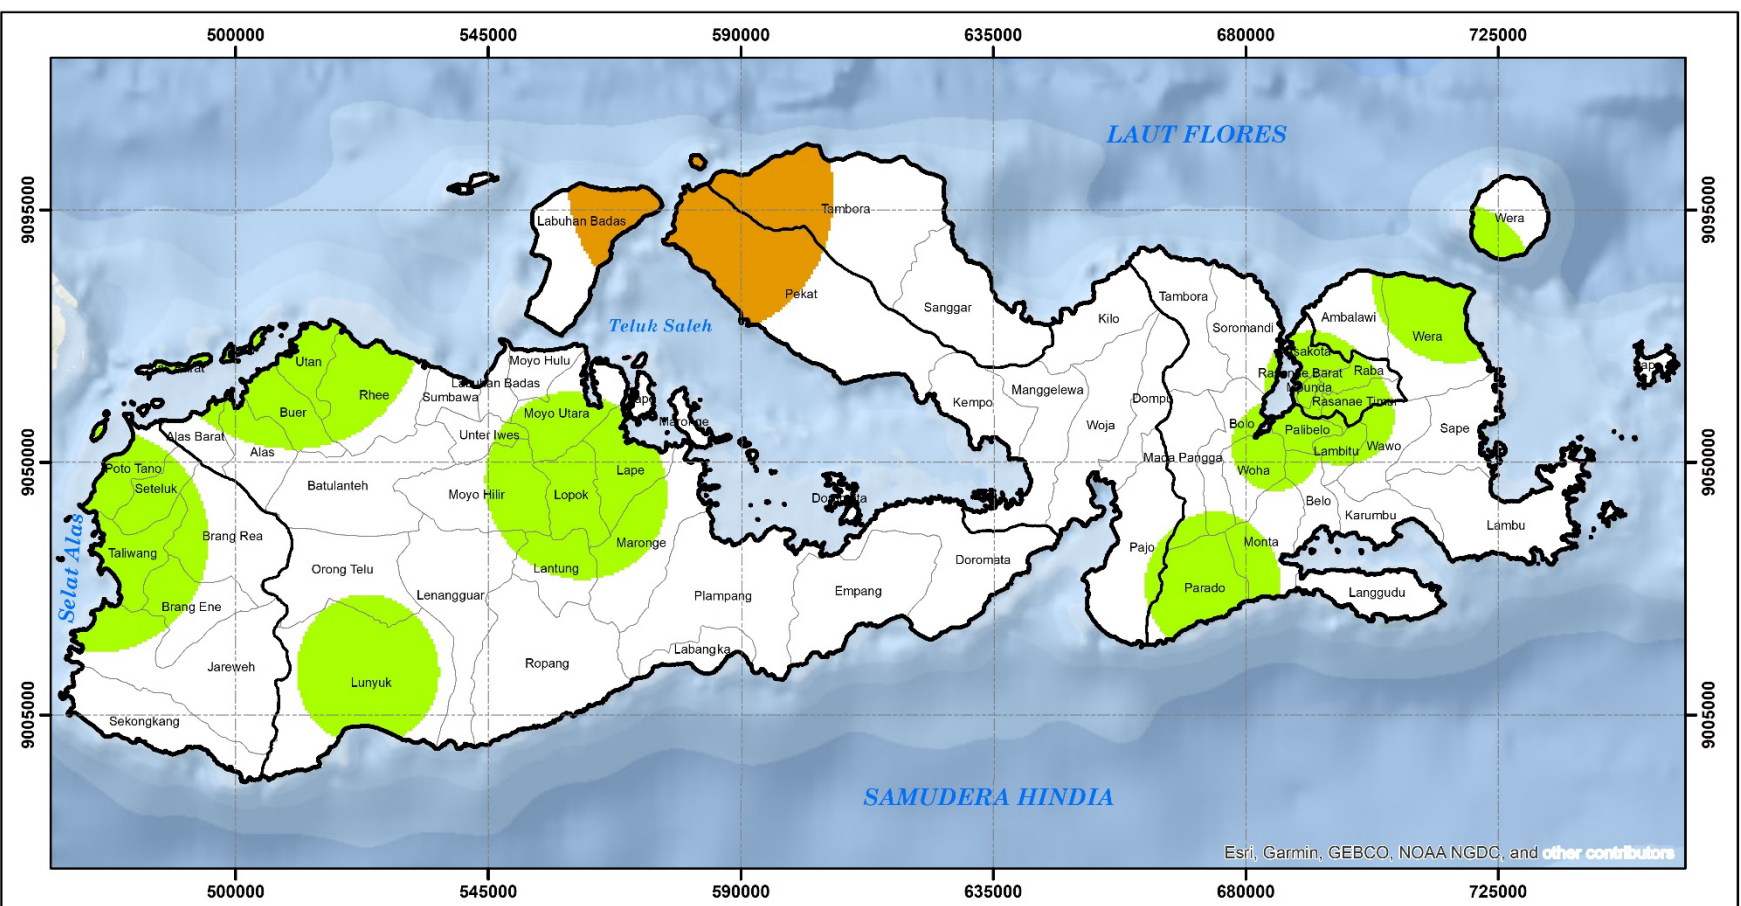 500000 545000 590000 635000 680000 725000
LAUT FLORES
9095000 9095000
Labuhan Badas
Tambora
Wera
Pekat
Tambora
Sanggar
Kilo
Ambalawi
Teluk Saleh
Soromandi
Wera
Utan
Moyo Hulu
Raba
Rhee
Labuhan Badas
Sumbawa
Manggelewa
Buer
Moyo Utara
Kempo
Dompu
Rasanae Timur
Maronge
Woja
Bolo
Palibelo
Sape
Alas Barat
Unter Iwes
Alas
Lambitu
Wawo
9050000 9050000
Poto Tano
Lape
Mada Pangga
Woha
Seteluk
Batulanteh
Moyo Hilir
Lopok
Belo
Karumbu
Lambu
Selat Alas
Brang Rea
Taliwang
Maronge
Pajo
Monta
Orong Telu
Lantung
Doromata
Brang Ene
Lenangguar
Plampang
Empang
Parado
Langgudu
Jareweh
Ropang
Labangka
Lunyuk
Sekongkang
9005000 9005000
SAMUDERA HINDIA
Esri, Garmin, GEBCO, NOAA NGDC, and other contributors
500000 545000 590000 635000 680000 725000